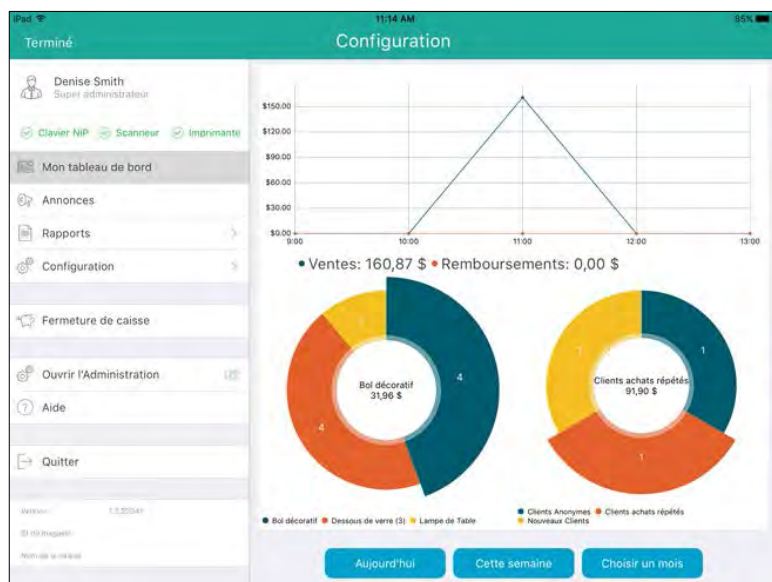 iPad 11:14 AM 85%
Terminé Configuration
Denise Smith
Super administrateur
Clavier NIP Scanneur Imprimante
Mon tableau de bord
Annonces
Rapports
Configuration
Fermeture de caisse
Ouvrir l'Administration
Aide
Quitter
Version
$150.00
$120.00
$90.00
$60.00
$30.00
$0.00
9:00 10:00 11:00 12:00 13:00
Ventes: 160,87 $ Remboursements: 0,00 $
1
4
4
Bol décoratif
31,96 $
Bol décoratif Dessous de verre (3) Lampe de Table
1
1
1
Clients achats répétés
91,90 $
Clients Anonymes Clients achats répétés
Nouveaux Clients
Aujourd'hui Cette semaine Choisir un mois